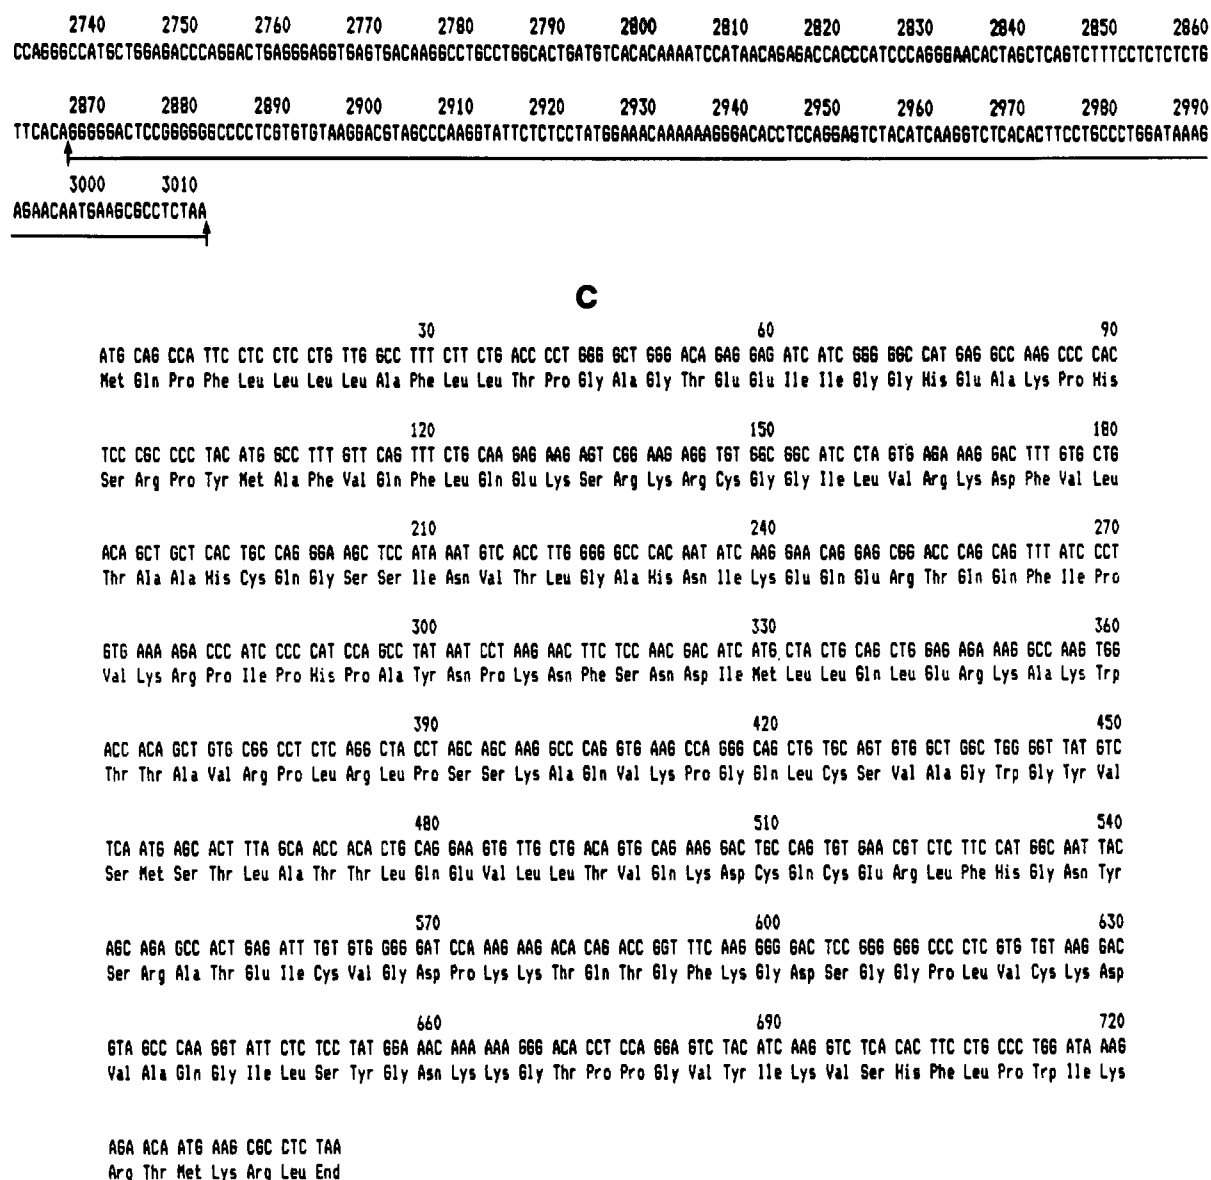 2740 2750 2760 2770 2780 2790 2800 2810 2820 2830 2840 2850 2860
CCAGGGCCATGCTGGAGACCCAGGACTGAGGGAGGTGAGTGACAAGGCCTGCCTGGCACTGATGTCACACAAAATCCATAACAGAGACCACCCATCCCAGGGAACACTAGCTCAGTCTTTCCTCTCTCTG
2870 2880 2890 2900 2910 2920 2930 2940 2950 2960 2970 2980 2990
TTCACAGGGGGACTCCGGGGGGCCCCTCGTGTGTAAGGACGTAGCCCAAGGTATTCTCTCCTATGGAAACAAAAAAGGGACACCTCCAGGAGTCTACATCAAGGTCTCACACTTCCTGCCCTGGATAAAG
3000 3010
AGAACAATGAAGCGCCTCTAA
C
30 60 90
ATG CAG CCA TTC CTC CTC CTG TTG GCC TTT CTT CTG ACC CCT GGG GCT GGG ACA GAG GAG ATC ATC GGG GGC CAT GAG GCC AAG CCC CAC
Met Gln Pro Phe Leu Leu Leu Leu Ala Phe Leu Leu Thr Pro Gly Ala Gly Thr Glu Glu Ile Ile Gly Gly His Glu Ala Lys Pro His
120 150 180
TCC CGC CCC TAC ATG GCC TTT GTT CAG TTT CTG CAA GAG AAG AGT CGG AAG AGG TGT GGC GGC ATC CTA GTG AGA AAG GAC TTT GTG CTG
Ser Arg Pro Tyr Met Ala Phe Val Gln Phe Leu Gln Glu Lys Ser Arg Lys Arg Cys Gly Gly Ile Leu Val Arg Lys Asp Phe Val Leu
210 240 270
ACA GCT GCT CAC TGC CAG GGA AGC TCC ATA AAT GTC ACC TTG GGG GCC CAC AAT ATC AAG GAA CAG GAG CGG ACC CAG CAG TTT ATC CCT
Thr Ala Ala His Cys Gln Gly Ser Ser Ile Asn Val Thr Leu Gly Ala His Asn Ile Lys Glu Gln Glu Arg Thr Gln Gln Phe Ile Pro
300 330 360
GTG AAA AGA CCC ATC CCC CAT CCA GCC TAT AAT CCT AAG AAC TTC TCC AAC GAC ATC ATG CTA CTG CAG CTG GAG AGA AAG GCC AAG TGG
Val Lys Arg Pro Ile Pro His Pro Ala Tyr Asn Pro Lys Asn Phe Ser Asn Asp Ile Met Leu Leu Gln Leu Glu Arg Lys Ala Lys Trp
390 420 450
ACC ACA GCT GTG CGG CCT CTC AGG CTA CCT AGC AGC AAG GCC CAG GTG AAG CCA GGG CAG CTG TGC AGT GTG GCT GGC TGG GGT TAT GTC
Thr Thr Ala Val Arg Pro Leu Arg Leu Pro Ser Ser Lys Ala Gln Val Lys Pro Gly Gln Leu Cys Ser Val Ala Gly Trp Gly Tyr Val
480 510 540
TCA ATG AGC ACT TTA GCA ACC ACA CTG CAG GAA GTG TTG CTG ACA GTG CAG AAG GAC TGC CAG TGT GAA CGT CTC TTC CAT GGC AAT TAC
Ser Met Ser Thr Leu Ala Thr Thr Leu Gln Glu Val Leu Leu Thr Val Gln Lys Asp Cys Gln Cys Glu Arg Leu Phe His Gly Asn Tyr
570 600 630
AGC AGA GCC ACT GAG ATT TGT GTG GGG GAT CCA AAG AAG ACA CAG ACC GGT TTC AAG GGG GAC TCC GGG GGG CCC CTC GTG TGT AAG GAC
Ser Arg Ala Thr Glu Ile Cys Val Gly Asp Pro Lys Lys Thr Gln Thr Gly Phe Lys Gly Asp Ser Gly Gly Pro Leu Val Cys Lys Asp
660 690 720
GTA GCC CAA GGT ATT CTC TCC TAT GGA AAC AAA AAA GGG ACA CCT CCA GGA GTC TAC ATC AAG GTC TCA CAC TTC CTG CCC TGG ATA AAG
Val Ala Gln Gly Ile Leu Ser Tyr Gly Asn Lys Lys Gly Thr Pro Pro Gly Val Tyr Ile Lys Val Ser His Phe Leu Pro Trp Ile Lys
AGA ACA ATG AAG CGC CTC TAA
Arg Thr Met Lys Arg Leu End